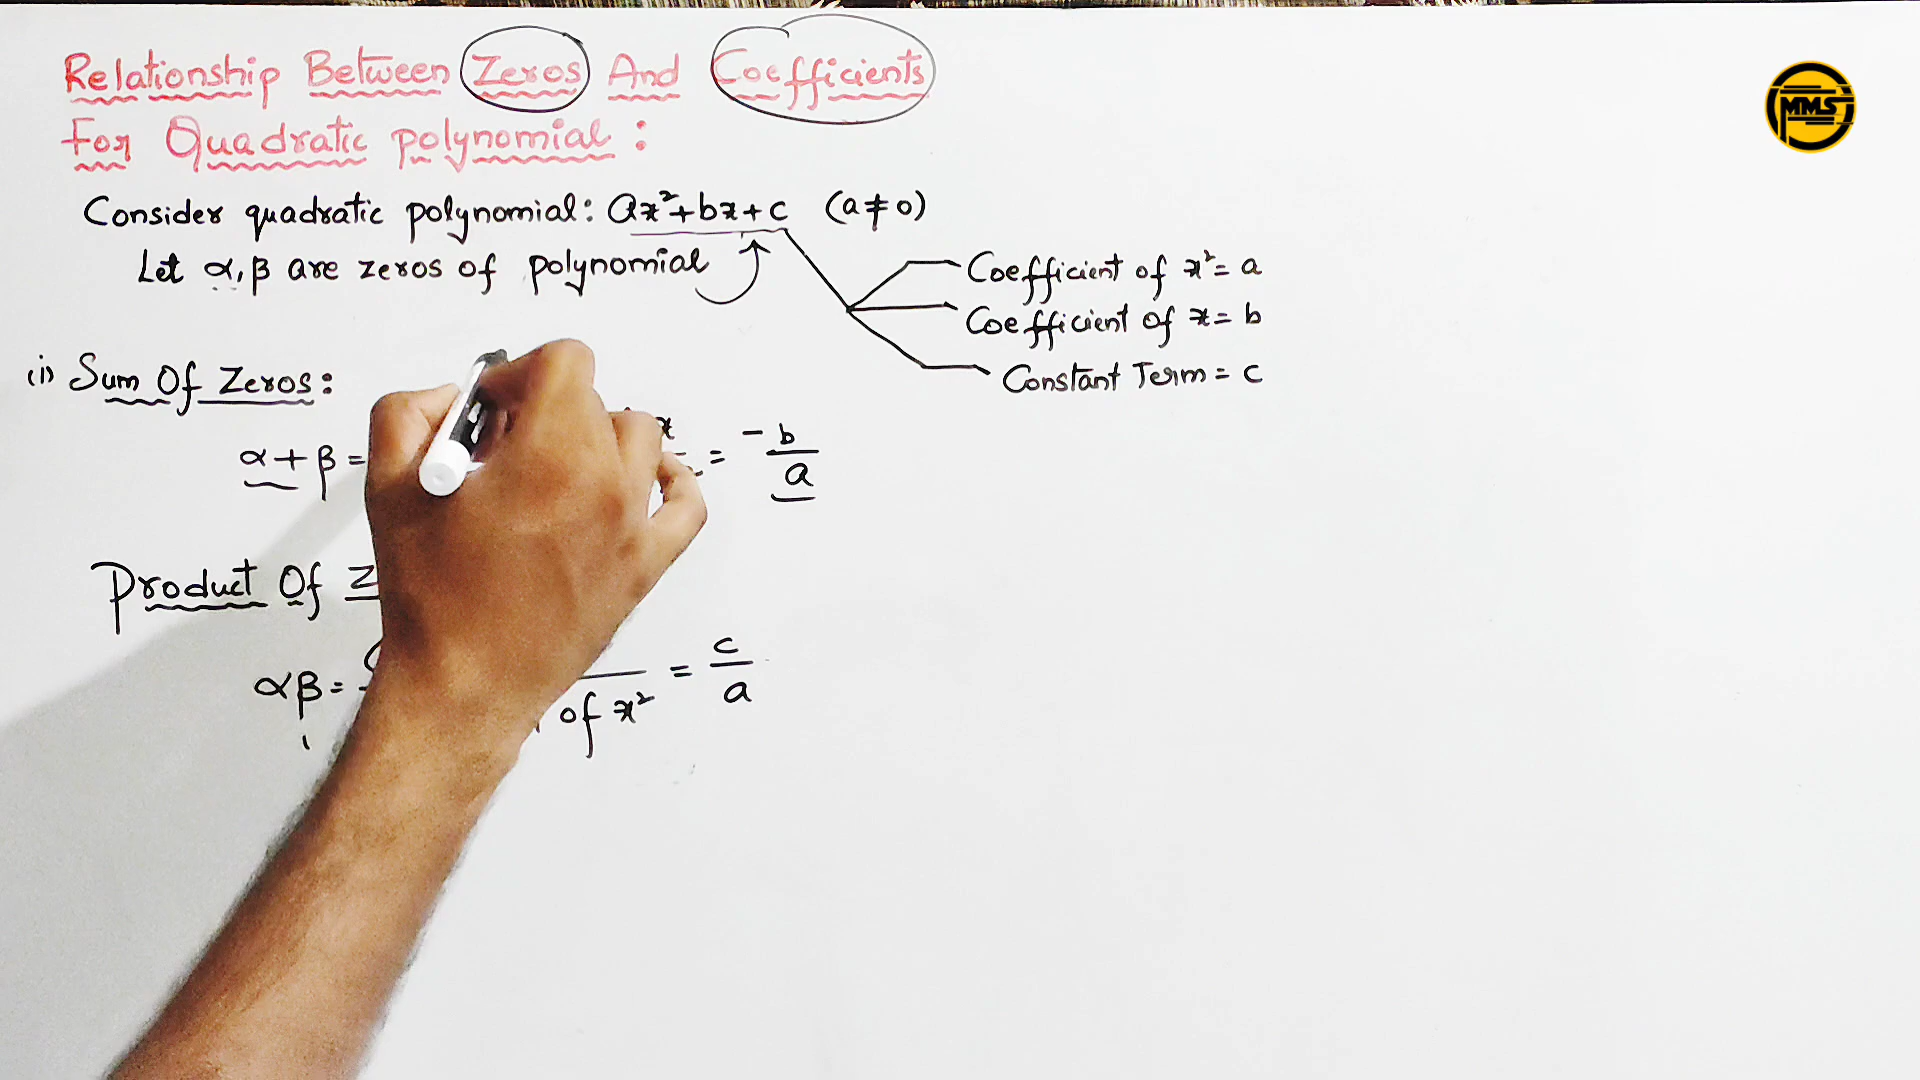 Relationship Between Zeros And Coefficients
For Quadratic polynomial :
Consider quadratic polynomial: ax²+bx+c (a≠0)
Let α,β are zeros of polynomial
Coefficient of x²= a
Coefficient of x= b
Constant Term = c
(i) Sum Of Zeros:
α+β= x = -b/a
Product Of Z
αβ= of x² = c/a
MMS